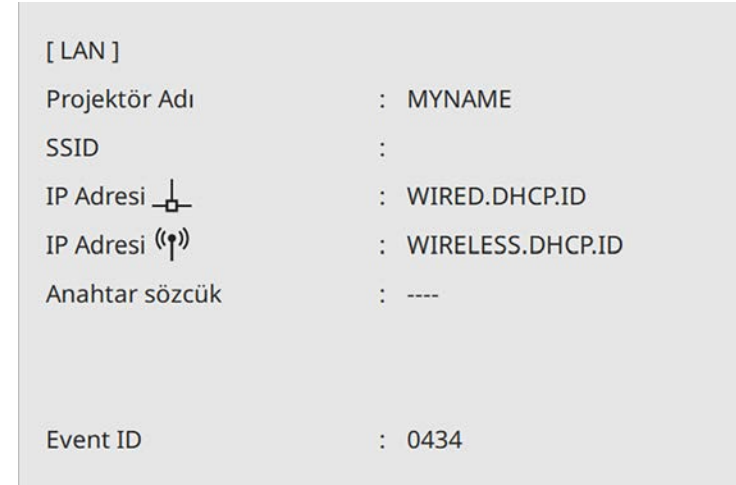 [ LAN ]
Projektör Adı : MYNAME
SSID :
IP Adresi : WIRED.DHCP.ID
IP Adresi : WIRELESS.DHCP.ID
Anahtar sözcük : ----
Event ID : 0434